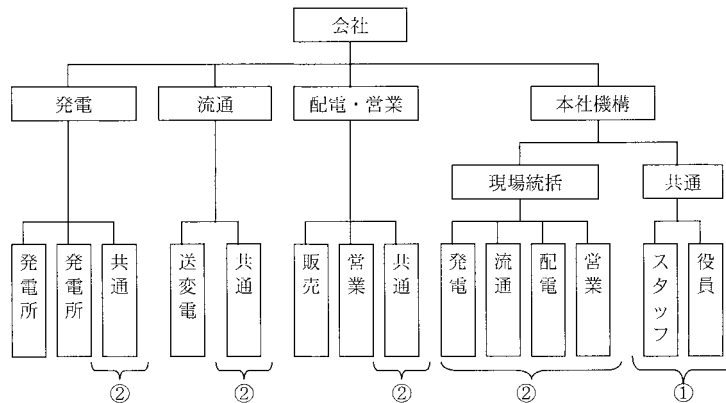 会社
発電
流通
配電・営業
本社機構
現場統括
共通
発電所
発電所
共通
送変電
共通
販売
営業
共通
発電
流通
配電
営業
スタッフ
役員
②
②
②
②
①